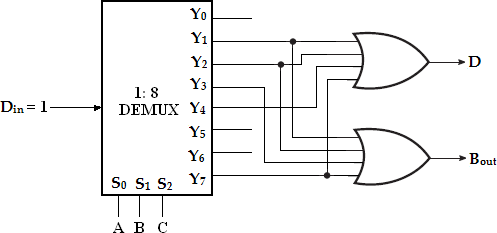 Y₀
Y₁
Y₂
Y₃
Y₄
Y₅
Y₆
Y₇
1: 8
DEMUX
Dᵢₙ = 1
S₀ S₁ S₂
A B C
D
Bₒᵤₜ